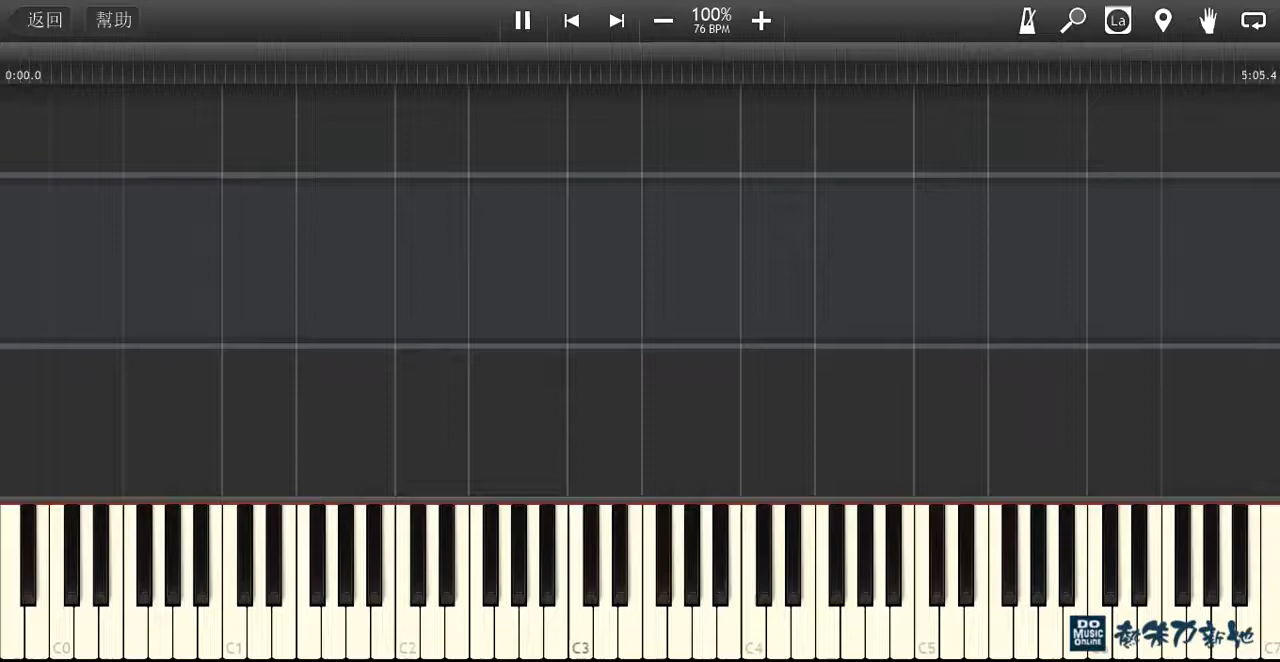 返回 幫助 100% 76 BPM La
0:00.0 5:05.4
C0 C1 C2 C3 C4 C5 C7
DO
MUSIC
ONLINE